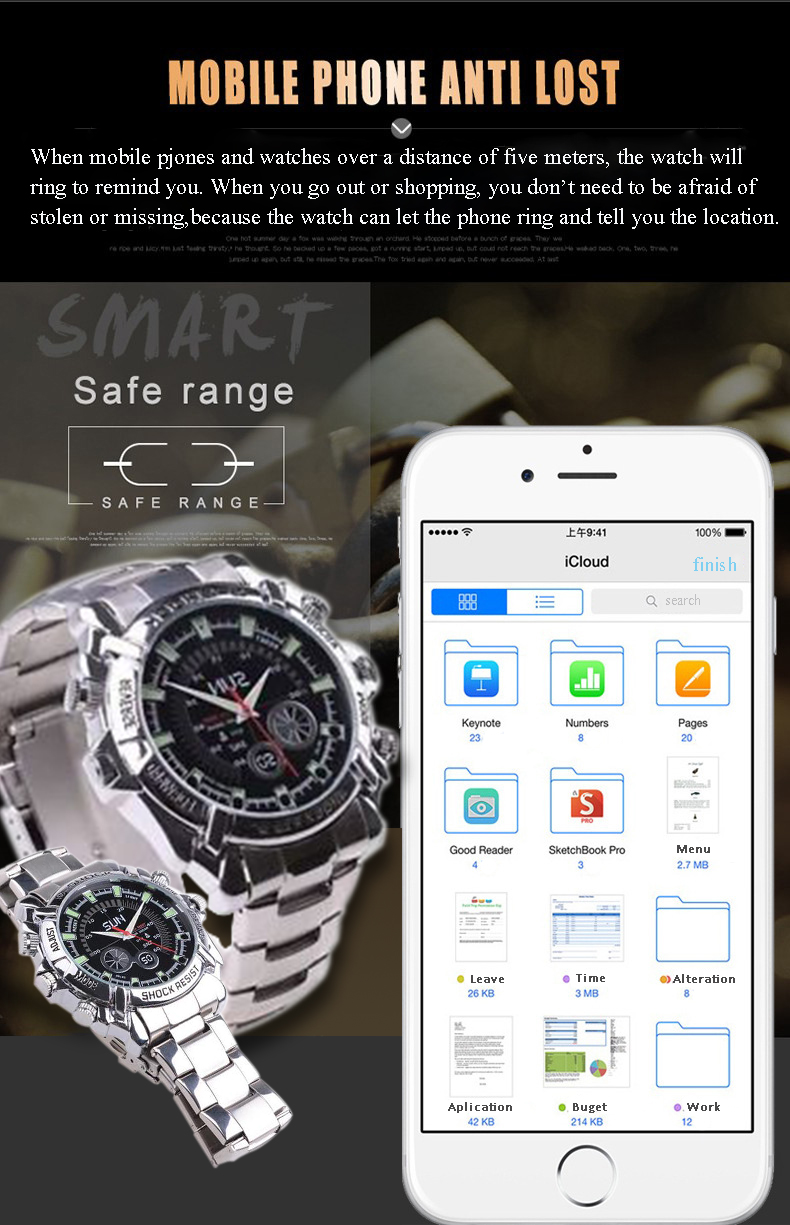 MOBILE PHONE ANTI LOST
When mobile pjones and watches over a distance of five meters, the watch will
ring to remind you. When you go out or shopping, you don't need to be afraid of
stolen or missing,because the watch can let the phone ring and tell you the location.
One hot summer day a fox was walking through an orchard. He stopped before a bunch of grapes. They we
re ripe and juicy.
just feeling thirsty,
he thought. So he backed up a few paces, got a running start, jumped up, but could not reach the grapes.He walked back. One, two, three, he
jumped up again, but still, he missed the grapes.The fox tried again and again, but never succeeded. At last
SMART
Safe range
SAFE RANGE
上午9:41
100%
iCloud
finish
search
Keynote
23
Numbers
8
Pages
20
Good Reader
4
S
PRO
SketchBook Pro
3
Menu
2.7 MB
Leave
26 KB
Time
3 MB
Alteration
8
Aplication
42 KB
Buget
214 KB
Work
12
SUN
ADJUST
SHOCK RESIST